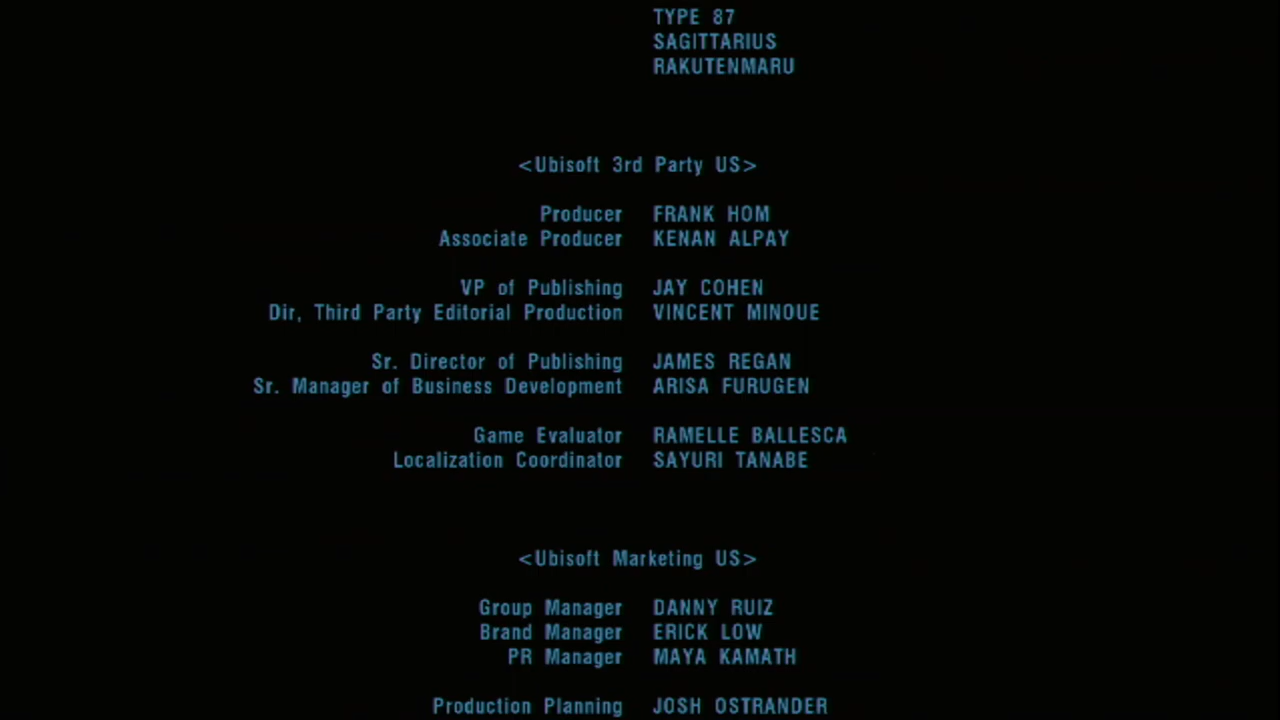 TYPE 87
SAGITTARIUS
RAKUTENMARU
<Ubisoft 3rd Party US>
Producer FRANK HOM
Associate Producer KENAN ALPAY
VP of Publishing JAY COHEN
Dir, Third Party Editorial Production VINCENT MINOUE
Sr. Director of Publishing JAMES REGAN
Sr. Manager of Business Development ARISA FURUGEN
Game Evaluator RAMELLE BALLESCA
Localization Coordinator SAYURI TANABE
<Ubisoft Marketing US>
Group Manager DANNY RUIZ
Brand Manager ERICK LOW
PR Manager MAYA KAMATH
Production Planning JOSH OSTRANDER